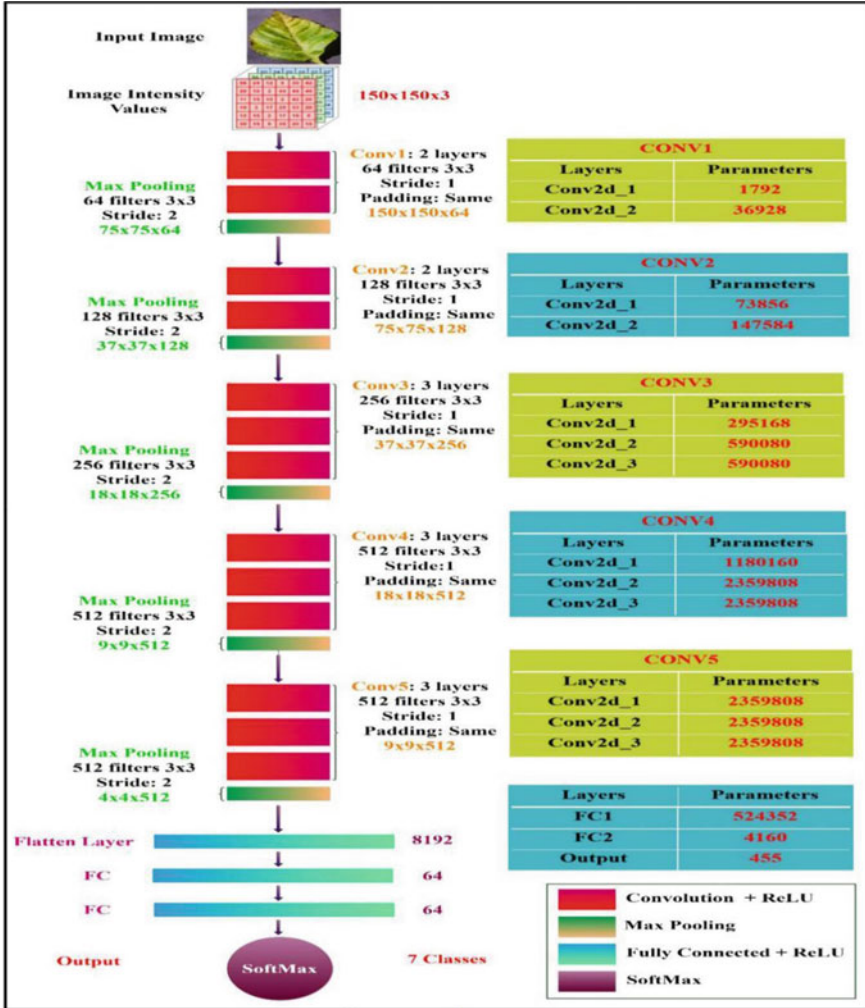 Input Image
Image Intensity
Values
150x150x3
Max Pooling
64 filters 3x3
Stride: 2
75x75x64
Conv1: 2 layers
64 filters 3x3
Stride: 1
Padding: Same
150x150x64
CONV1
Layers Parameters
Conv2d_1 1792
Conv2d_2 36928
Max Pooling
128 filters 3x3
Stride: 2
37x37x128
Conv2: 2 layers
128 filters 3x3
Stride: 1
Padding: Same
75x75x128
CONV2
Layers Parameters
Conv2d_1 73856
Conv2d_2 147584
Max Pooling
256 filters 3x3
Stride: 2
18x18x256
Conv3: 3 layers
256 filters 3x3
Stride: 1
Padding: Same
37x37x256
CONV3
Layers Parameters
Conv2d_1 295168
Conv2d_2 590080
Conv2d_3 590080
Max Pooling
512 filters 3x3
Stride: 2
9x9x512
Conv4: 3 layers
512 filters 3x3
Stride:1
Padding: Same
18x18x512
CONV4
Layers Parameters
Conv2d_1 1180160
Conv2d_2 2359808
Conv2d_3 2359808
Max Pooling
512 filters 3x3
Stride: 2
4x4x512
Conv5: 3 layers
512 filters 3x3
Stride: 1
Padding: Same
9x9x512
CONV5
Layers Parameters
Conv2d_1 2359808
Conv2d_2 2359808
Conv2d_3 2359808
Layers Parameters
FC1 524352
FC2 4160
Output 455
Flatten Layer 8192
FC 64
FC 64
Output SoftMax 7 Classes
Convolution + ReLU
Max Pooling
Fully Connected + ReLU
SoftMax